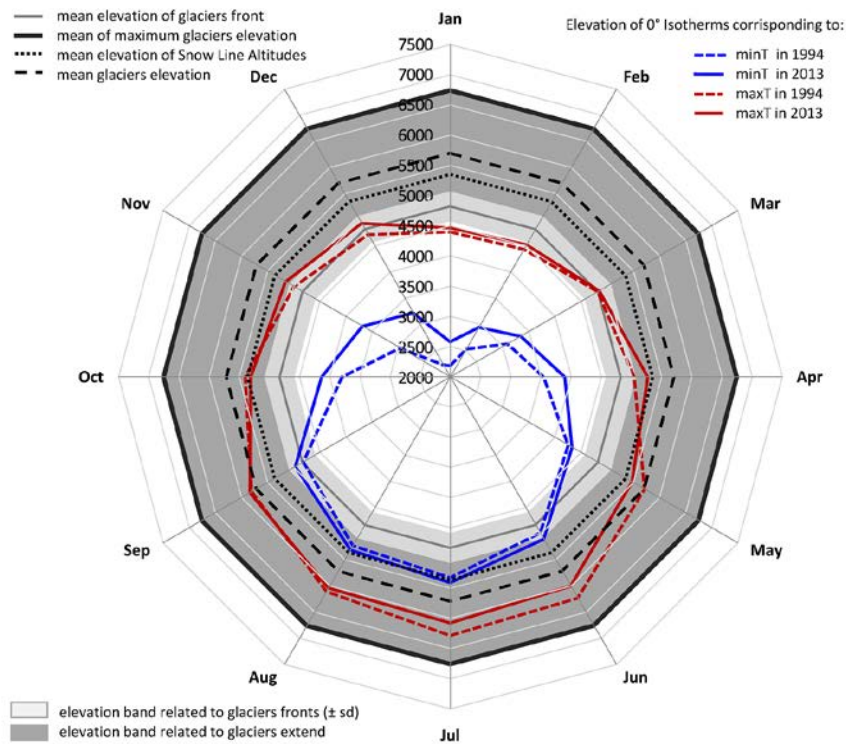 mean elevation of glaciers front
mean of maximum glaciers elevation
mean elevation of Snow Line Altitudes
mean glaciers elevation
Elevation of 0° Isotherms corrisponding to:
minT in 1994
minT in 2013
maxT in 1994
maxT in 2013
Jan
Feb
Mar
Apr
May
Jun
Jul
Aug
Sep
Oct
Nov
Dec
7500
7000
6500
6000
5500
5000
4500
4000
3500
3000
2500
2000
elevation band related to glaciers fronts (± sd)
elevation band related to glaciers extend